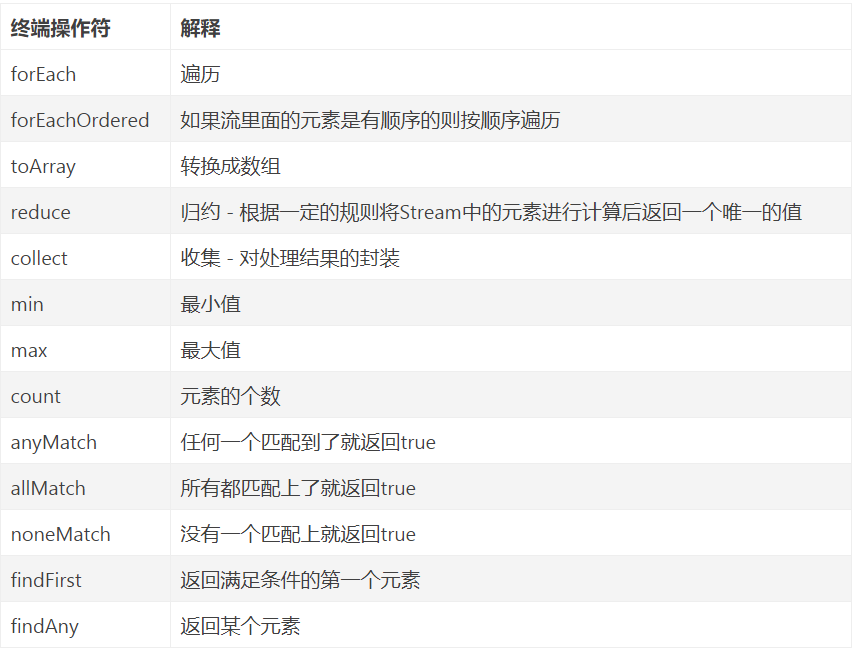 终端操作符 解释
forEach 遍历
forEachOrdered 如果流里面的元素是有顺序的则按顺序遍历
toArray 转换成数组
reduce 归约 - 根据一定的规则将Stream中的元素进行计算后返回一个唯一的值
collect 收集 - 对处理结果的封装
min 最小值
max 最大值
count 元素的个数
anyMatch 任何一个匹配到了就返回true
allMatch 所有都匹配上了就返回true
noneMatch 没有一个匹配上就返回true
findFirst 返回满足条件的第一个元素
findAny 返回某个元素